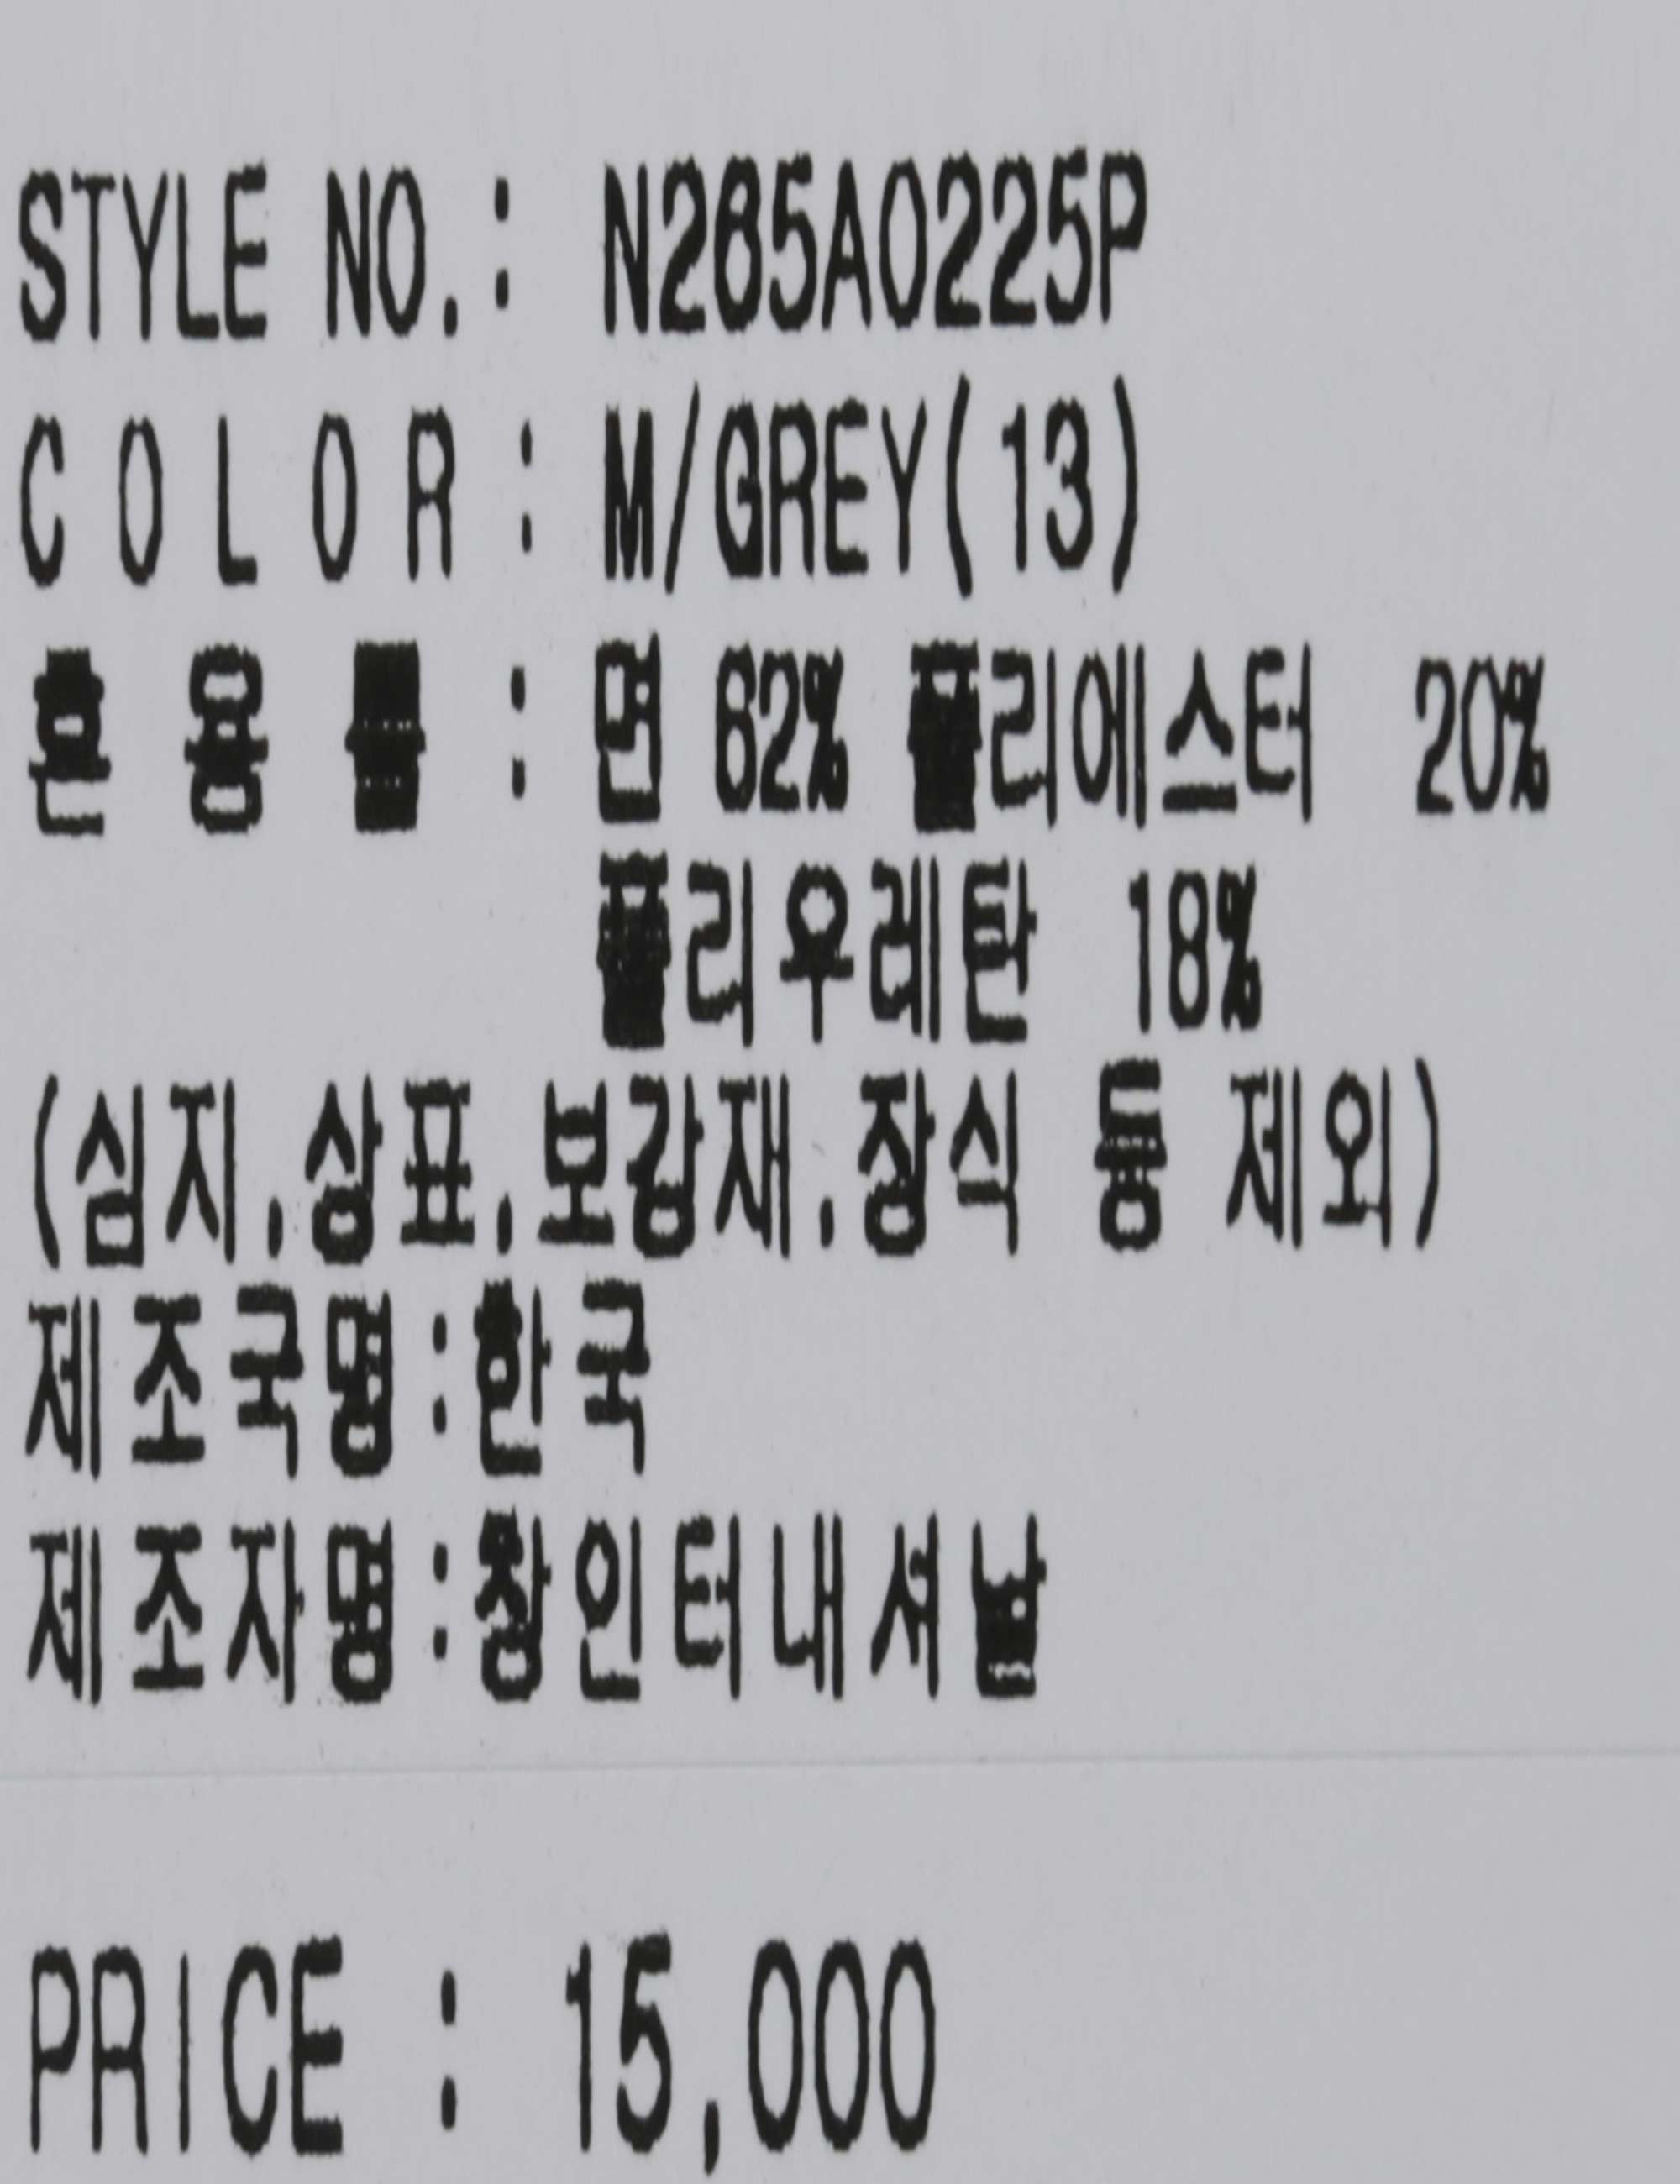 STYLE NO.: N265A0225P
COLOR: M/GREY(13)
혼용률: 면 62% 폴리에스터 20%
폴리우레탄 18%
(심지.상표.보강재.장식 등 제외)
제조국명:한국
제조자명:창인터내셔날
PRICE : 15,000